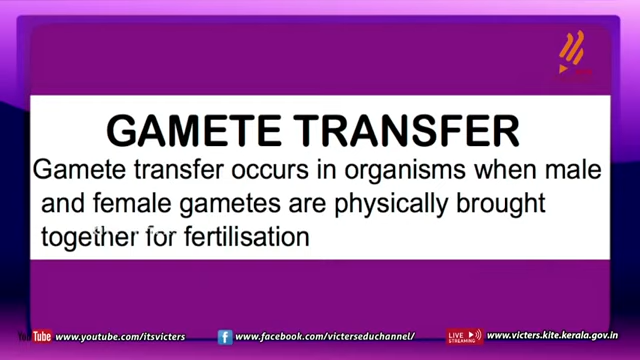 GAMETE TRANSFER
Gamete transfer occurs in organisms when male
and female gametes are physically brought
together for fertilisation
YouTube www.youtube.com/itsvicters
f www.facebook.com/victerseduchannel/
LIVE STREAMING www.victers.kite.kerala.gov.in